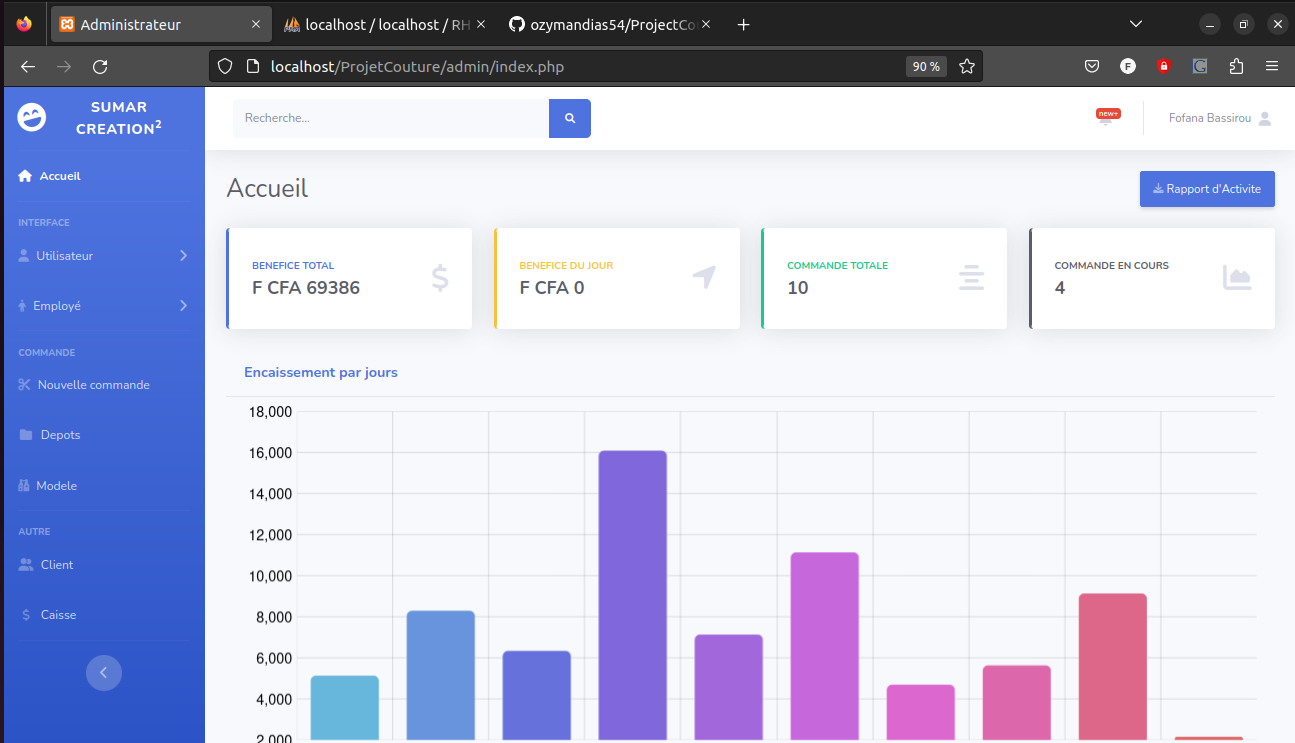 Administrateur
localhost / localhost / RH
ozymandias54/ProjectCou
localhost/ProjetCouture/admin/index.php
90 %
F
SUMAR
CREATION2
Recherche...
new+
Fofana Bassirou
Accueil
INTERFACE
Utilisateur
Employé
COMMANDE
Nouvelle commande
Depots
Modele
AUTRE
Client
Caisse
Accueil
Rapport d'Activite
BENEFICE TOTAL
F CFA 69386
BENEFICE DU JOUR
F CFA 0
COMMANDE TOTALE
10
COMMANDE EN COURS
4
Encaissement par jours
18,000
16,000
14,000
12,000
10,000
8,000
6,000
4,000
2,000